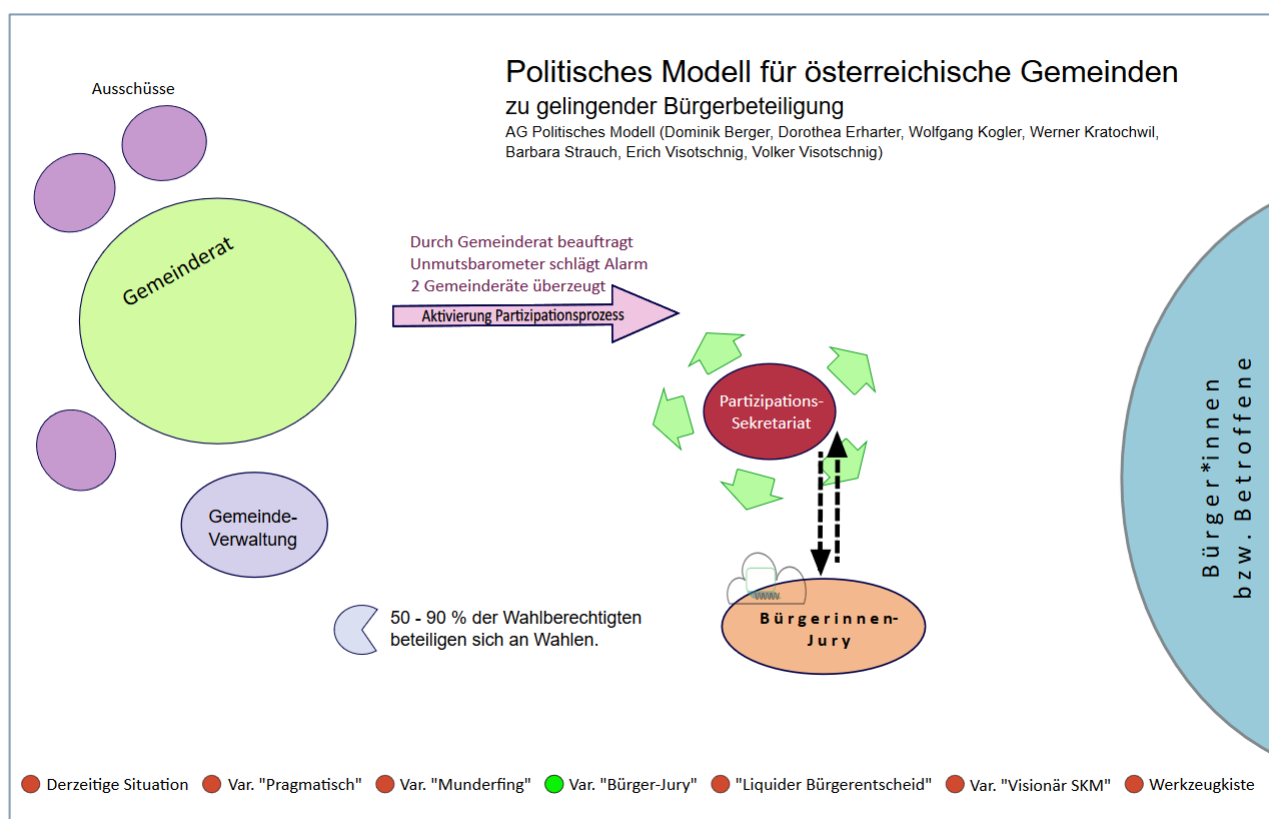 Politisches Modell für österreichische Gemeinden
zu gelingender Bürgerbeteiligung
AG Politisches Modell (Dominik Berger, Dorothea Erharter, Wolfgang Kogler, Werner Kratochwil,
Barbara Strauch, Erich Visotschnig, Volker Visotschnig)
Ausschüsse
Gemeinderat
Durch Gemeinderat beauftragt
Unmutsbarometer schlägt Alarm
2 Gemeinderäte überzeugt
Aktivierung Partizipationsprozess
Partizipations-
Sekretariat
Bürger*innen
bzw. Betroffene
Gemeinde-
Verwaltung
50 - 90 % der Wahlberechtigten
beteiligen sich an Wahlen.
Bürgerinnen-
Jury
Derzeitige Situation
Var. "Pragmatisch"
Var. "Munderfing"
Var. "Bürger-Jury"
"Liquider Bürgerentscheid"
Var. "Visionär SKM"
Werkzeugkiste